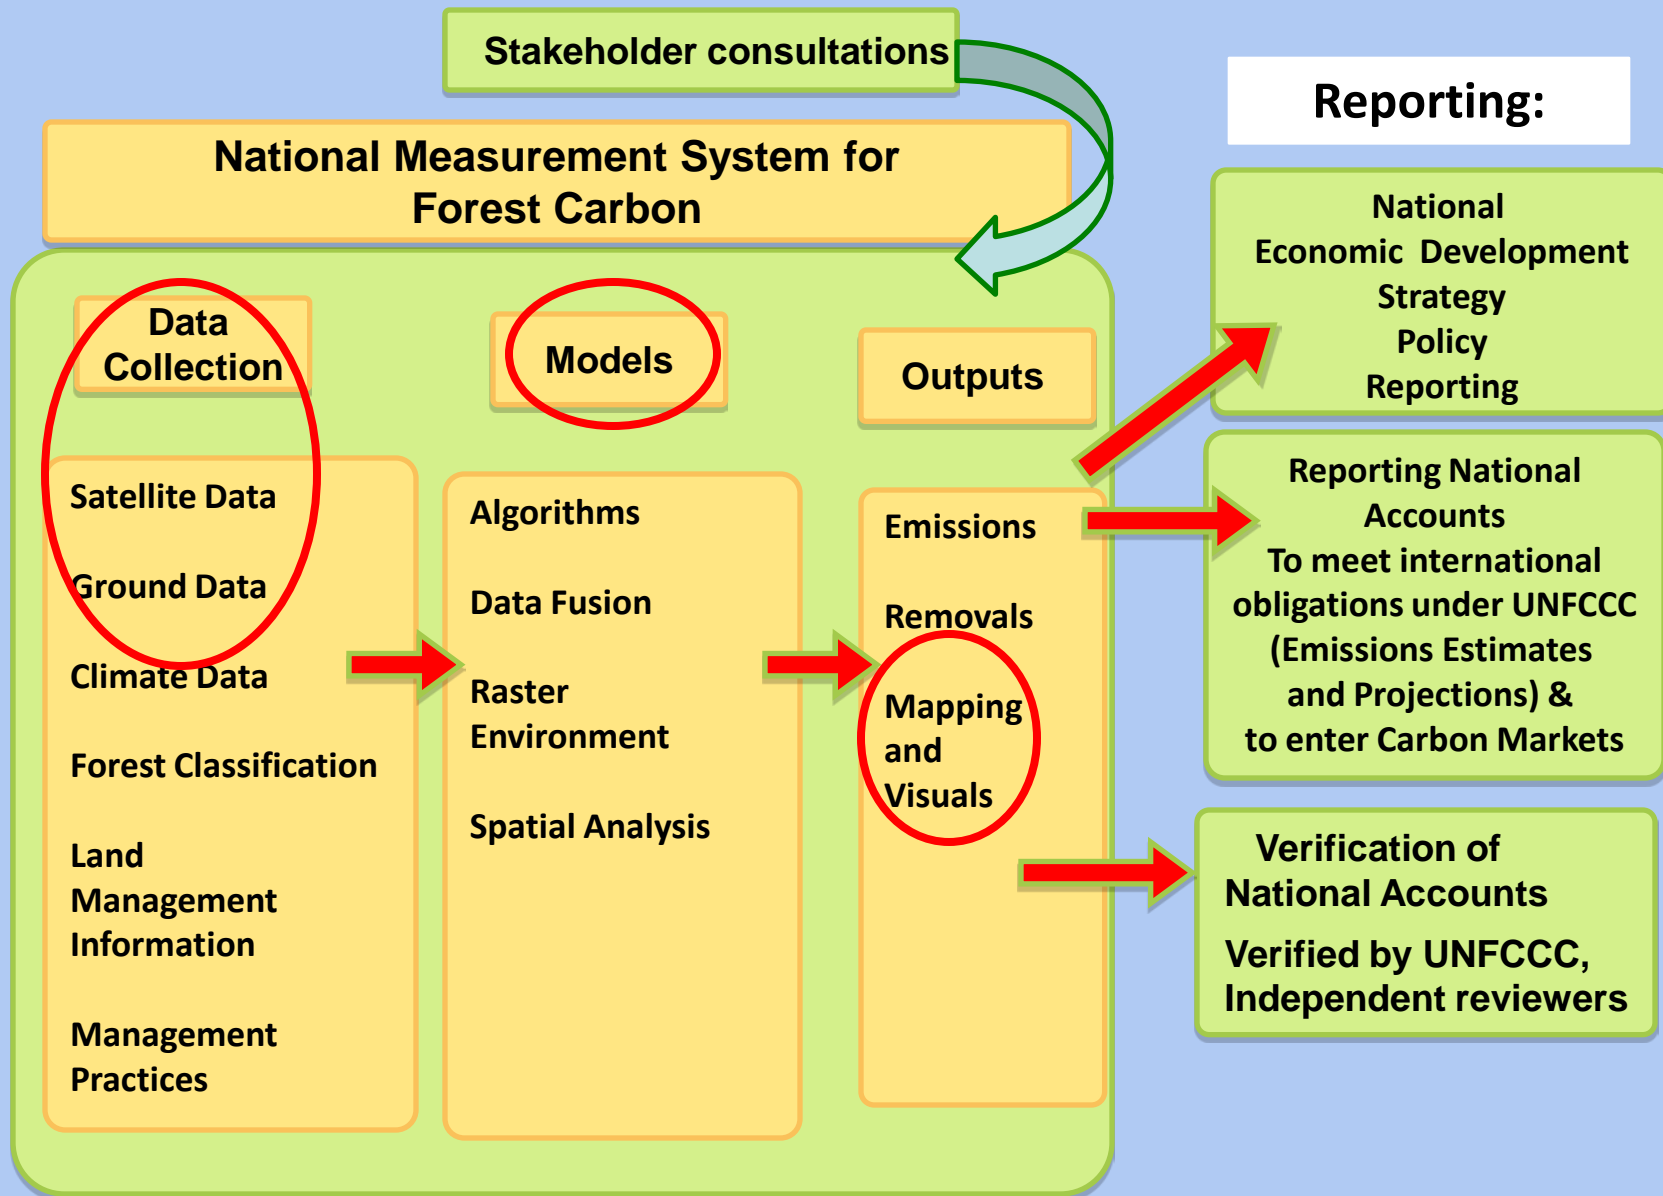 Stakeholder consultations
National Measurement System for
Forest Carbon
Data
Collection
Satellite Data
Ground Data
Climate Data
Forest Classification
Land
Management
Information
Management
Practices
Models
Algorithms
Data Fusion
Raster
Environment
Spatial Analysis
Outputs
Emissions
Removals
Mapping
and
Visuals
Reporting:
National
Economic Development
Strategy
Policy
Reporting
Reporting National
Accounts
To meet international
obligations under UNFCCC
(Emissions Estimates
and Projections) &
to enter Carbon Markets
Verification of
National Accounts
Verified by UNFCCC,
Independent reviewers